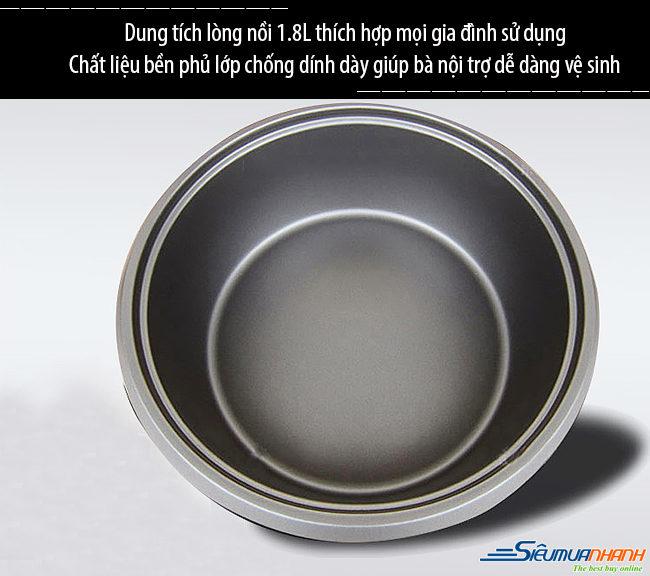 Dung tích lòng nồi 1.8L thích hợp mọi gia đình sử dụng
Chất liệu bền phủ lớp chống dính dày giúp bà nội trợ dễ dàng vệ sinh
SIÊUMUANHANH
The best buy online